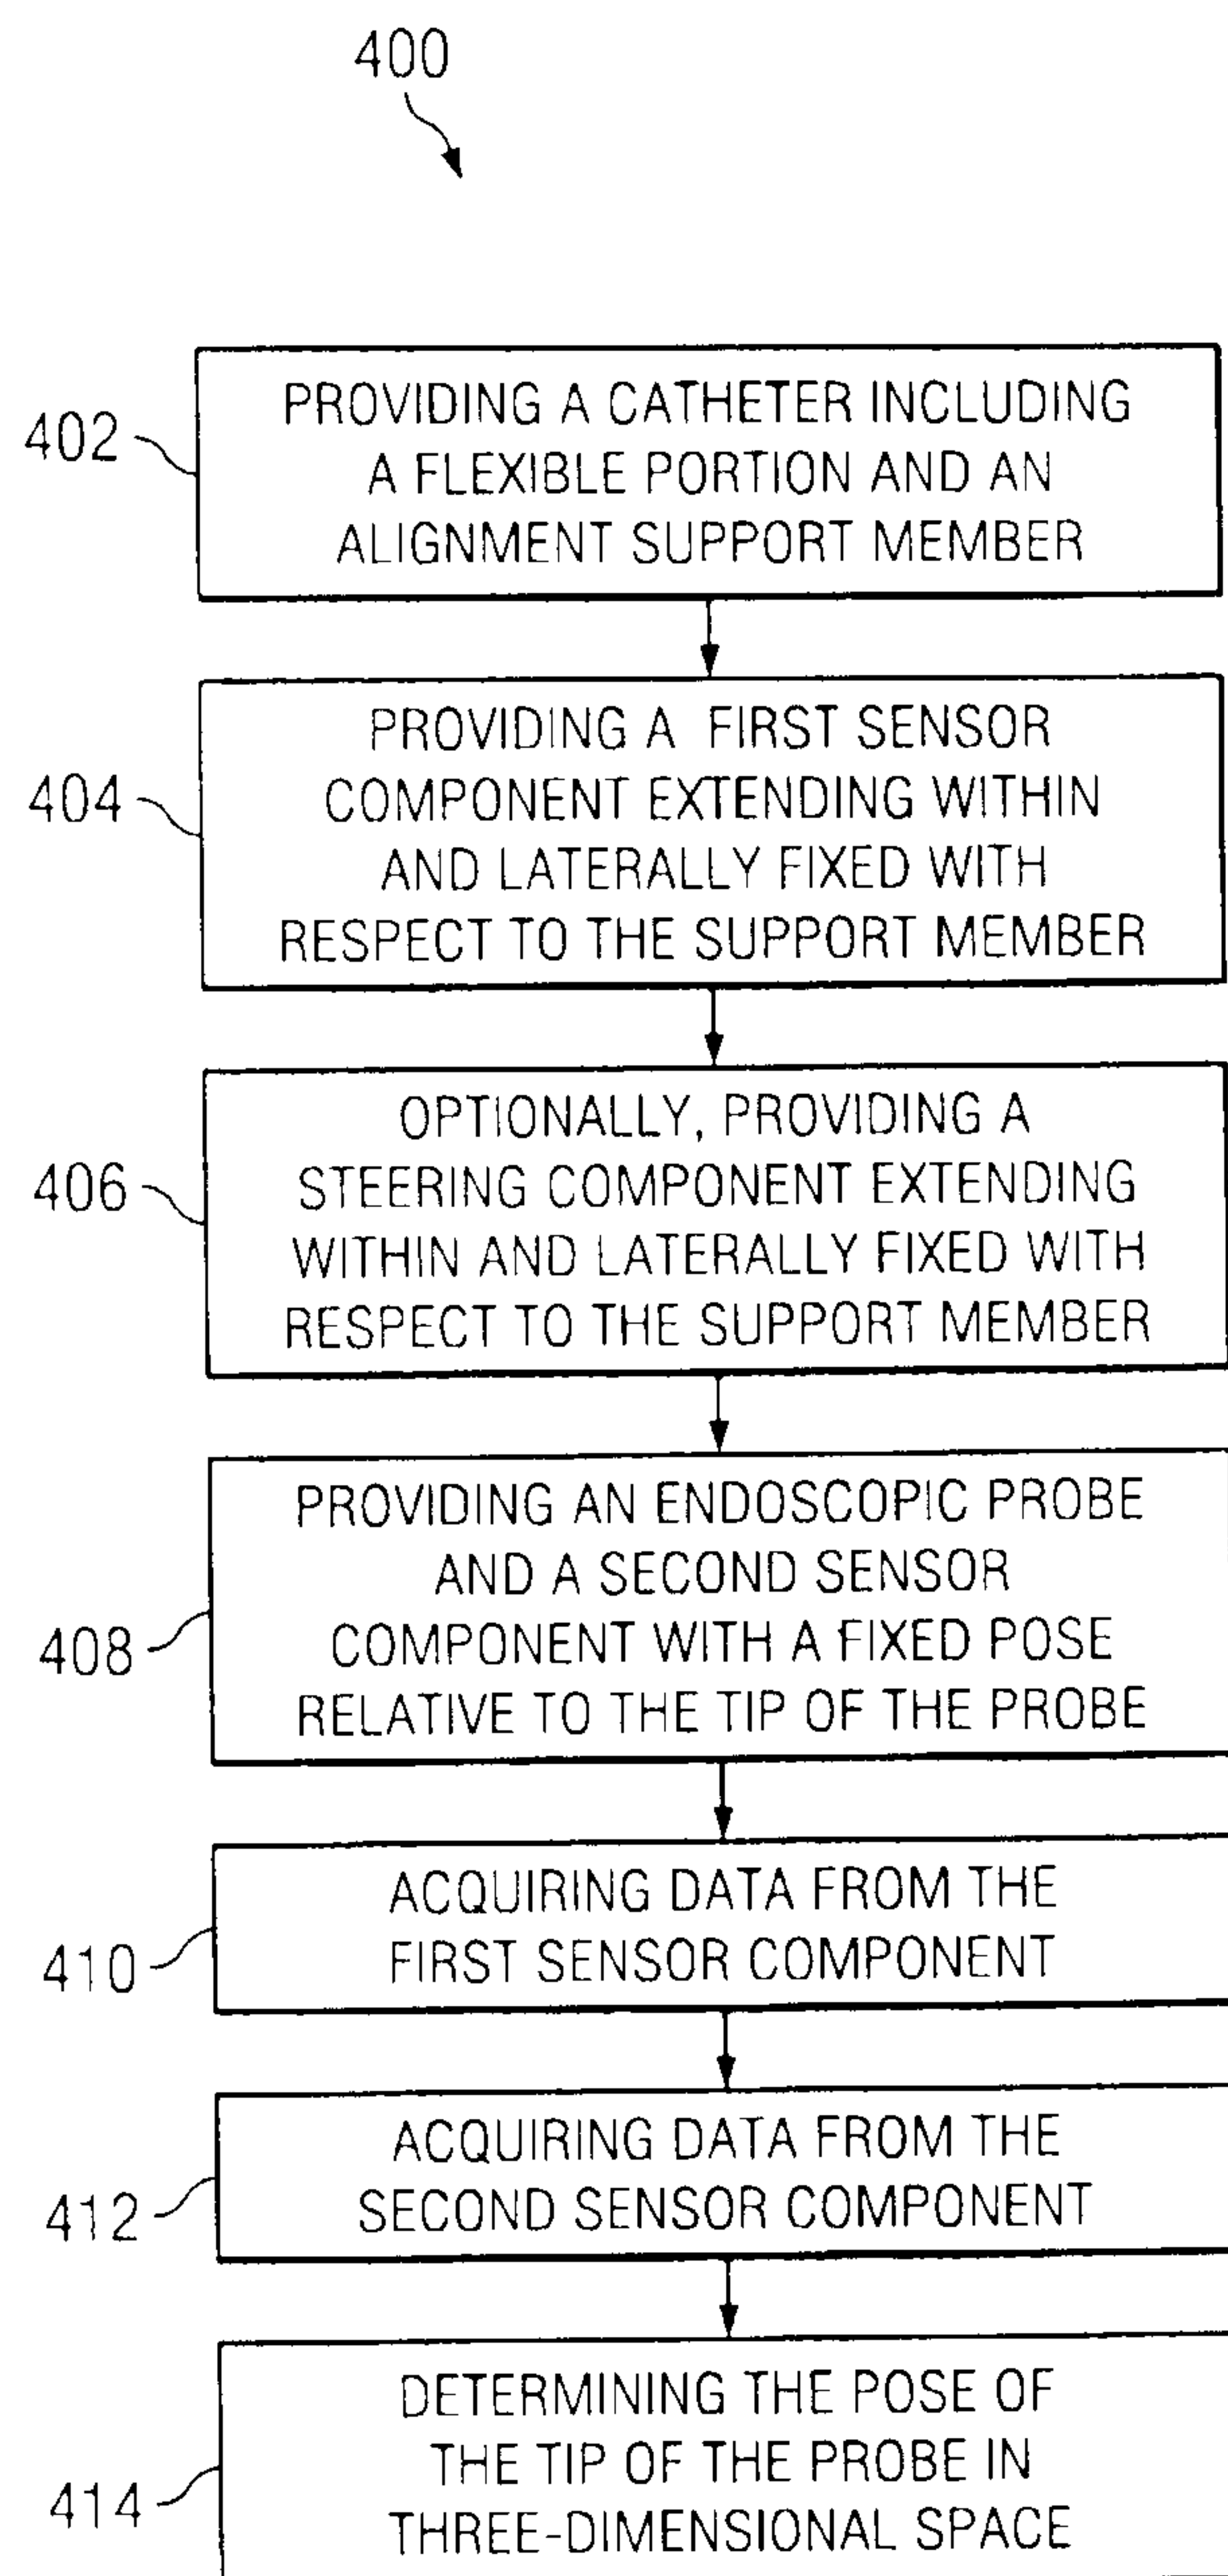 400
402
PROVIDING A CATHETER INCLUDING
A FLEXIBLE PORTION AND AN
ALIGNMENT SUPPORT MEMBER
404
PROVIDING A FIRST SENSOR
COMPONENT EXTENDING WITHIN
AND LATERALLY FIXED WITH
RESPECT TO THE SUPPORT MEMBER
406
OPTIONALLY, PROVIDING A
STEERING COMPONENT EXTENDING
WITHIN AND LATERALLY FIXED WITH
RESPECT TO THE SUPPORT MEMBER
408
PROVIDING AN ENDOSCOPIC PROBE
AND A SECOND SENSOR
COMPONENT WITH A FIXED POSE
RELATIVE TO THE TIP OF THE PROBE
410
ACQUIRING DATA FROM THE
FIRST SENSOR COMPONENT
412
ACQUIRING DATA FROM THE
SECOND SENSOR COMPONENT
414
DETERMINING THE POSE OF
THE TIP OF THE PROBE IN
THREE-DIMENSIONAL SPACE